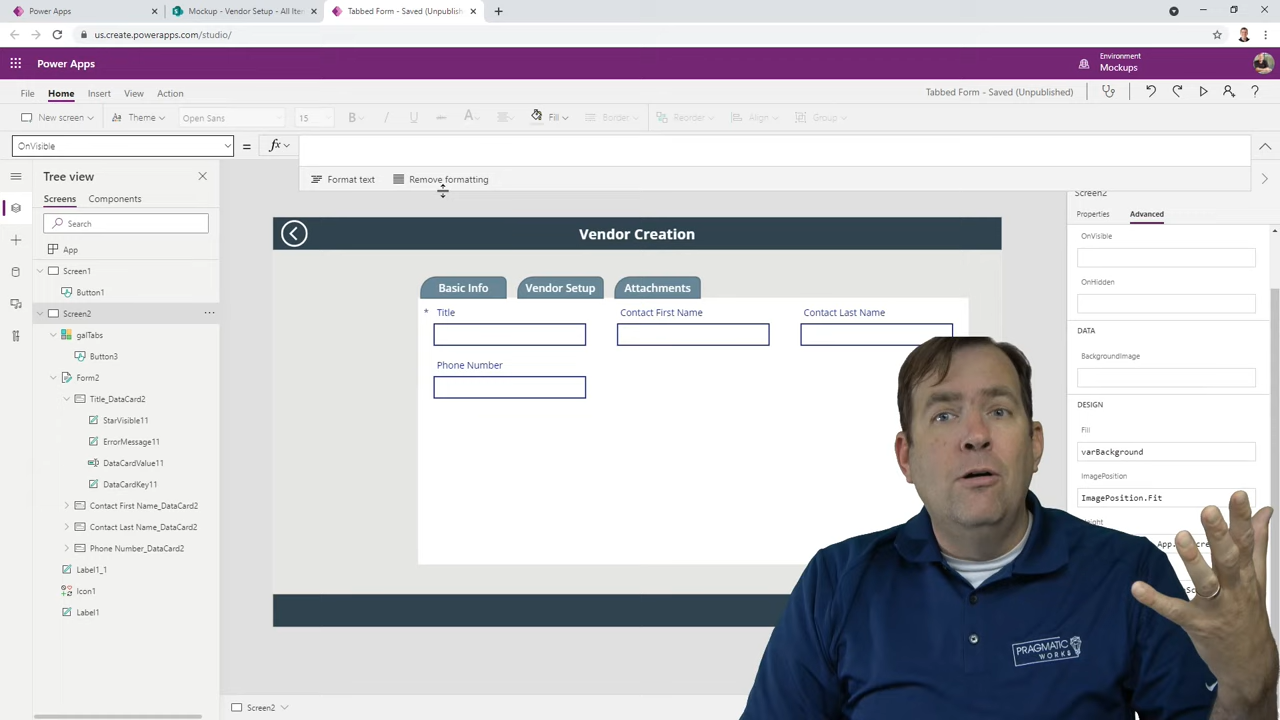 Power Apps
Mockup - Vendor Setup - All Ite
Tabbed Form - Saved (Unpublish
us.create.powerapps.com/studio/
Power Apps
Environment
Mockups
File
Home
Insert
View
Action
Tabbed Form - Saved (Unpublished)
New screen
Theme
Open Sans
15
B
I
U
A
Fill
Border
Reorder
Align
Group
OnVisible
=
fx
Format text
Remove formatting
Tree view
Screens
Components
Search
App
Screen1
Button1
Screen2
galTabs
Button3
Form2
Title_DataCard2
StarVisible11
ErrorMessage11
DataCardValue11
DataCardKey11
Contact First Name_DataCard2
Contact Last Name_DataCard2
Phone Number_DataCard2
Label1_1
Icon1
Label1
Vendor Creation
Basic Info
Vendor Setup
Attachments
* Title
Contact First Name
Contact Last Name
Phone Number
Screen2
Screen2
Properties
Advanced
OnVisible
OnHidden
DATA
BackgroundImage
DESIGN
Fill
varBackground
ImagePosition
ImagePosition.Fit
PRAGMATIC
WORKS